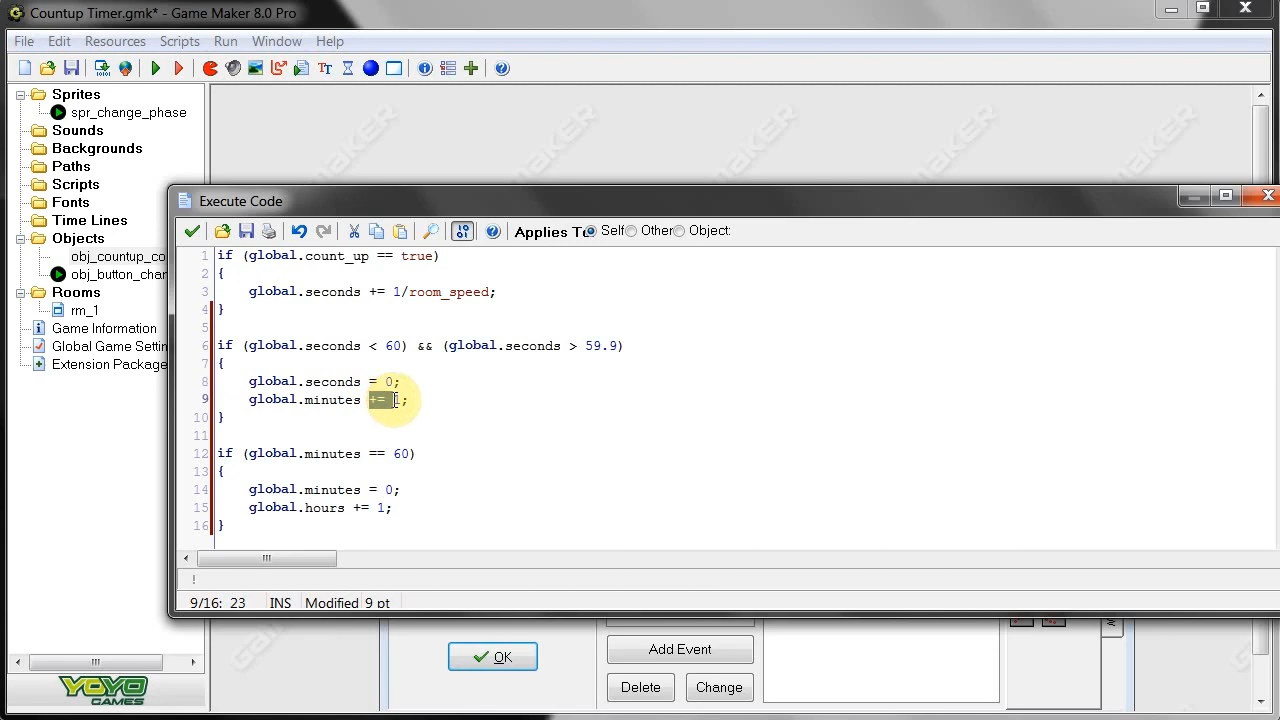 Countup Timer.gmk* - Game Maker 8.0 Pro
File Edit Resources Scripts Run Window Help
Sprites
spr_change_phase
Sounds
Backgrounds
Paths
Scripts
Fonts
Time Lines
Objects
obj_countup_co
obj_button_char
Rooms
rm_1
Game Information
Global Game Settin
Extension Package
Execute Code
Applies To Self Other Object:
1 if (global.count_up == true)
2 {
3 global.seconds += 1/room_speed;
4 }
5
6 if (global.seconds < 60) && (global.seconds > 59.9)
7 {
8 global.seconds = 0;
9 global.minutes += 1;
10 }
11
12 if (global.minutes == 60)
13 {
14 global.minutes = 0;
15 global.hours += 1;
16 }
!
9/16: 23 INS Modified 9 pt
OK
Add Event
Delete Change
YOYO
GAMES